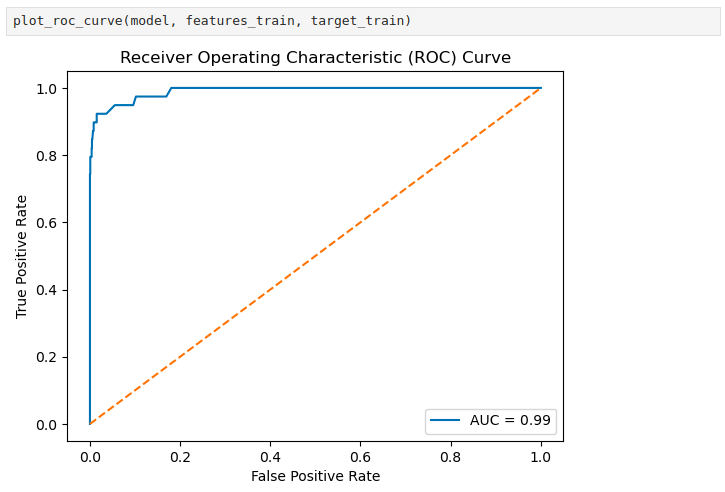 plot_roc_curve(model, features_train, target_train)
Receiver Operating Characteristic (ROC) Curve
1.0
0.8
0.6
0.4
0.2
0.0
True Positive Rate
AUC = 0.99
0.0 0.2 0.4 0.6 0.8 1.0
False Positive Rate